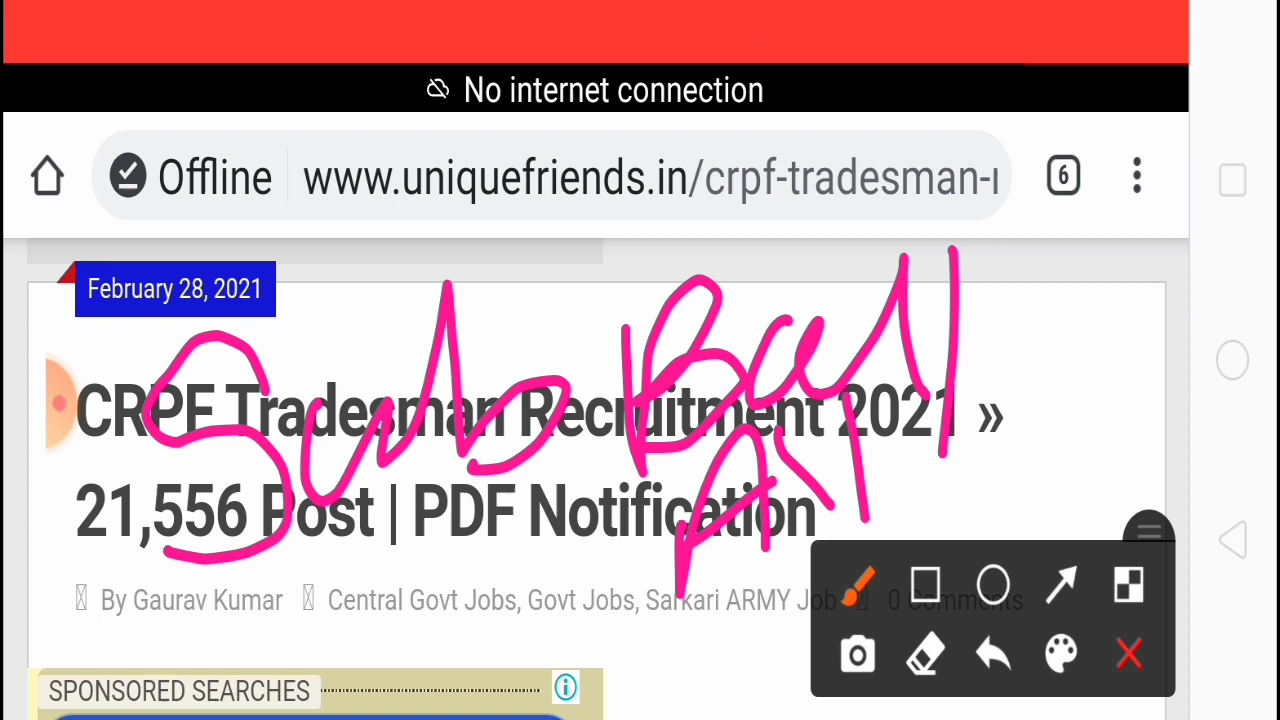 No internet connection
Offline www.uniquefriends.in/crpf-tradesman-r
6
February 28, 2021
CRPF Tradesman Recruitment 2021 »
21,556 Post | PDF Notification
Sub Bell
By Gaurav Kumar Central Govt Jobs, Govt Jobs, Sarkari ARMY Job 0 Comments
SPONSORED SEARCHES